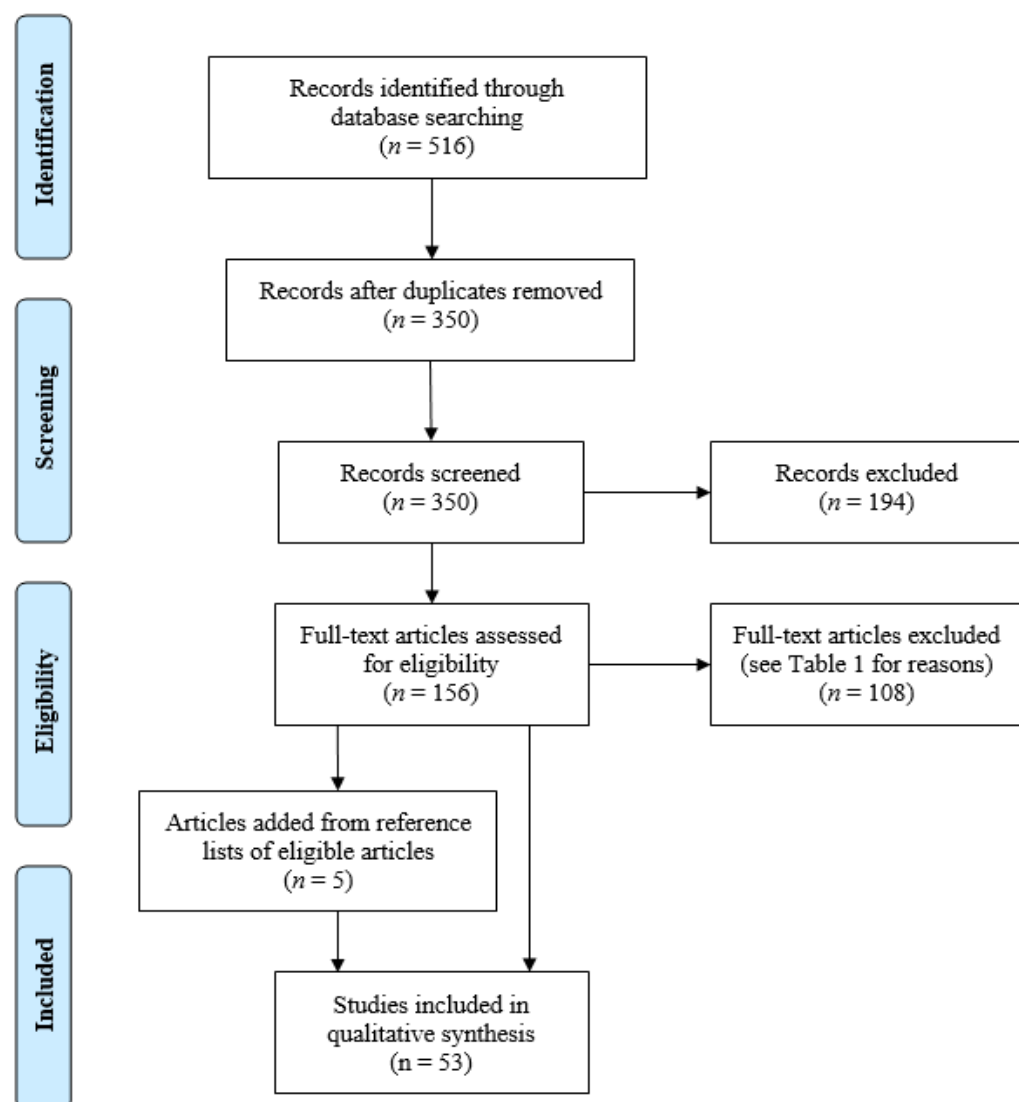 Identification
Records identified through
database searching
(n = 516)
Records after duplicates removed
(n = 350)
Screening
Records screened
(n = 350)
Records excluded
(n = 194)
Eligibility
Full-text articles assessed
for eligibility
(n = 156)
Full-text articles excluded
(see Table 1 for reasons)
(n = 108)
Articles added from reference
lists of eligible articles
(n = 5)
Included
Studies included in
qualitative synthesis
(n = 53)